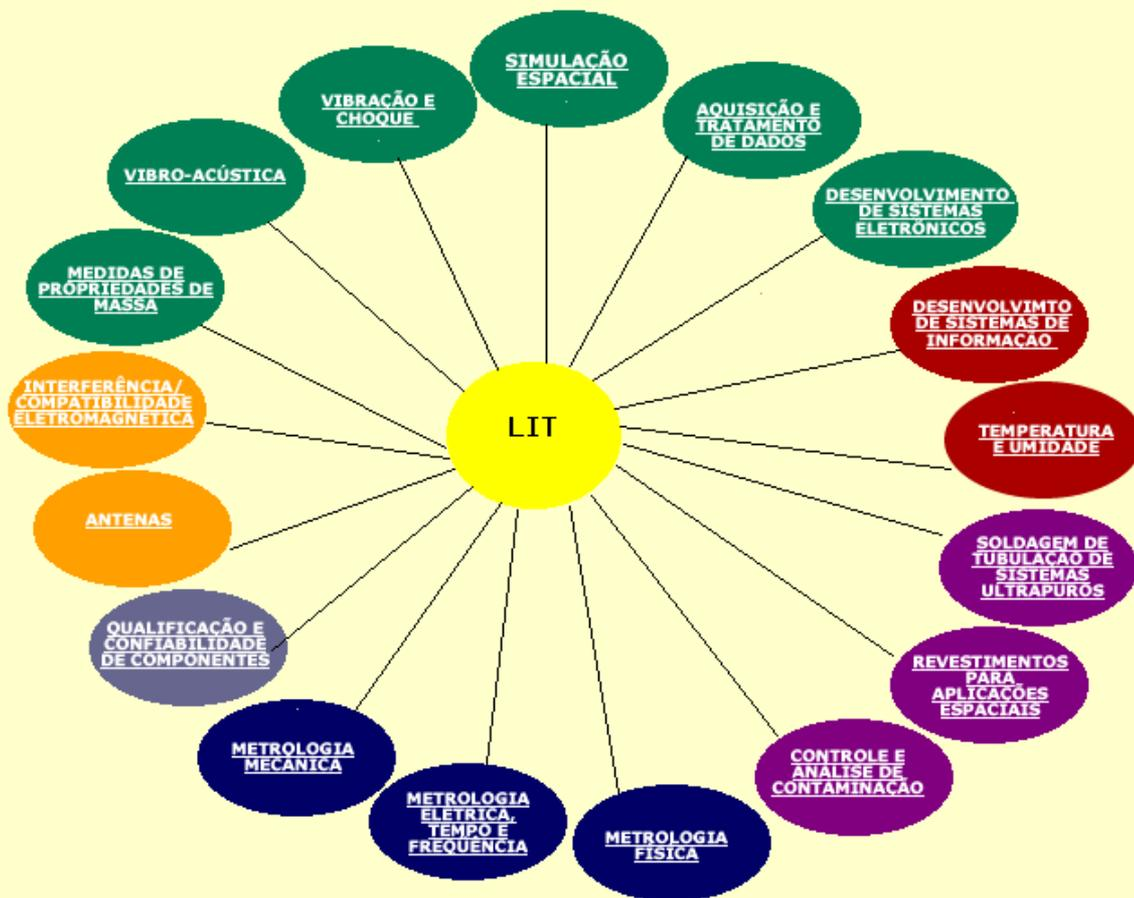 SIMULAÇÃO
ESPACIAL
VIBRAÇÃO E
CHOQUE
AQUISIÇÃO E
TRATAMENTO
DE DADOS
VIBRO-ACÚSTICA
DESENVOLVIMENTO
DE SISTEMAS
ELETRÔNICOS
MEDIDAS DE
PROPRIEDADES DE
MASSA
DESENVOLVIMTO
DE SISTEMAS DE
INFORMAÇÃO
INTERFERÊNCIA/
COMPATIBILIDADE
ELETROMAGNÉTICA
LIT
TEMPERATURA
E UMIDADE
ANTENAS
SOLDAGEM DE
TUBULAÇÃO DE
SISTEMAS
ULTRAPUROS
QUALIFICAÇÃO E
CONFIABILIDADE
DE COMPONENTES
REVESTIMENTOS
PARA
APLICAÇÕES
ESPACIAIS
METROLOGIA
MECÂNICA
CONTROLE E
ANÁLISE DE
CONTAMINAÇÃO
METROLOGIA
ELÉTRICA,
TEMPO E
FREQUÊNCIA
METROLOGIA
FÍSICA